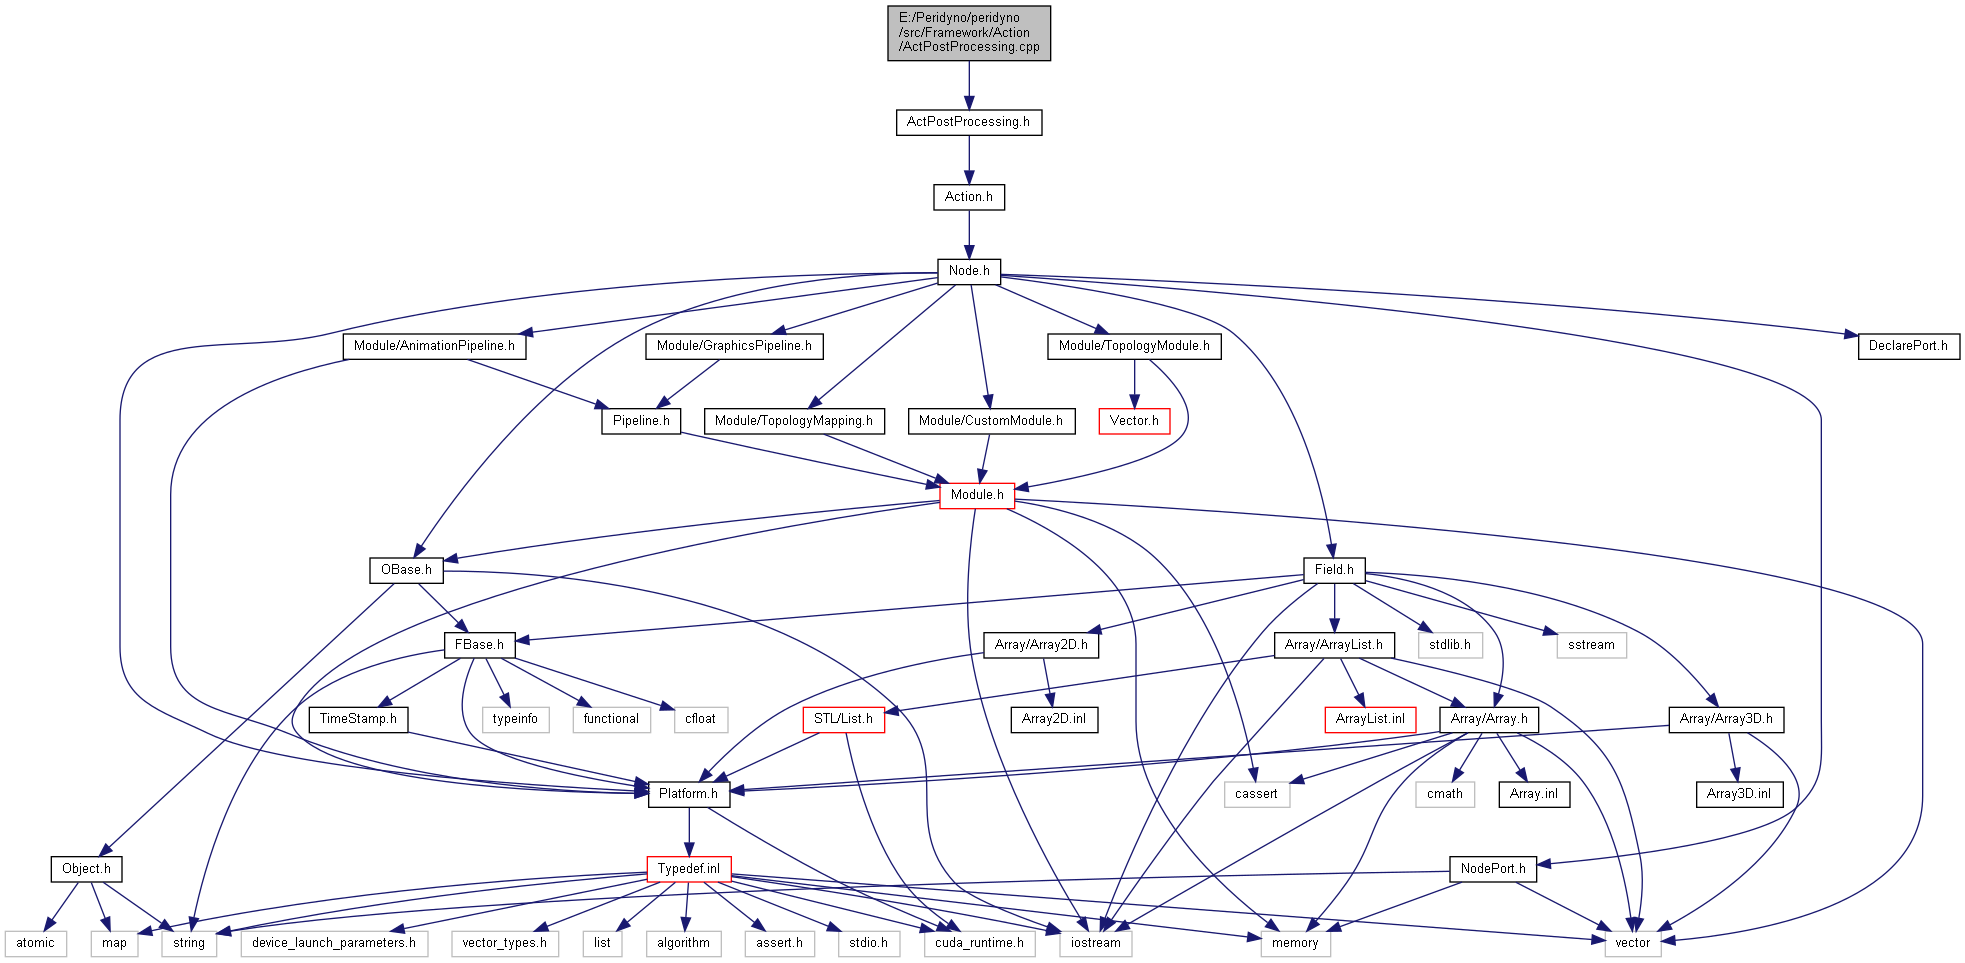 E:/Peridyno/peridyno
/src/Framework/Action
/ActPostProcessing.cpp
ActPostProcessing.h
Action.h
Node.h
Module/AnimationPipeline.h
Module/GraphicsPipeline.h
Module/TopologyModule.h
DeclarePort.h
Pipeline.h
Module/TopologyMapping.h
Module/CustomModule.h
Vector.h
Module.h
OBase.h
Field.h
FBase.h
Array/Array2D.h
Array/ArrayList.h
stdlib.h
sstream
TimeStamp.h
typeinfo
functional
cfloat
STL/List.h
Array2D.inl
ArrayList.inl
Array/Array.h
Array/Array3D.h
Platform.h
cassert
cmath
Array.inl
Array3D.inl
Object.h
Typedef.inl
NodePort.h
atomic
map
string
device_launch_parameters.h
vector_types.h
list
algorithm
assert.h
stdio.h
cuda_runtime.h
iostream
memory
vector